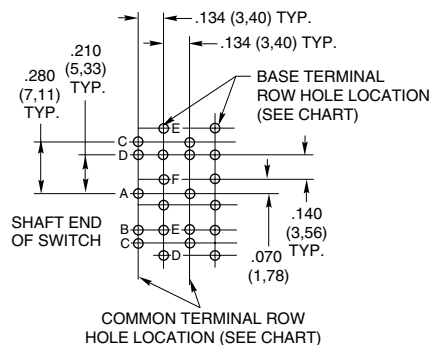 .134 (3,40) TYP.
.134 (3,40) TYP.
.210
(5,33)
TYP.
.280
(7,11)
TYP.
BASE TERMINAL
ROW HOLE LOCATION
(SEE CHART)
E
C
D
F
A
SHAFT END
OF SWITCH
.140
(3,56)
TYP.
B
E
C
D
.070
(1,78)
COMMON TERMINAL ROW
HOLE LOCATION (SEE CHART)